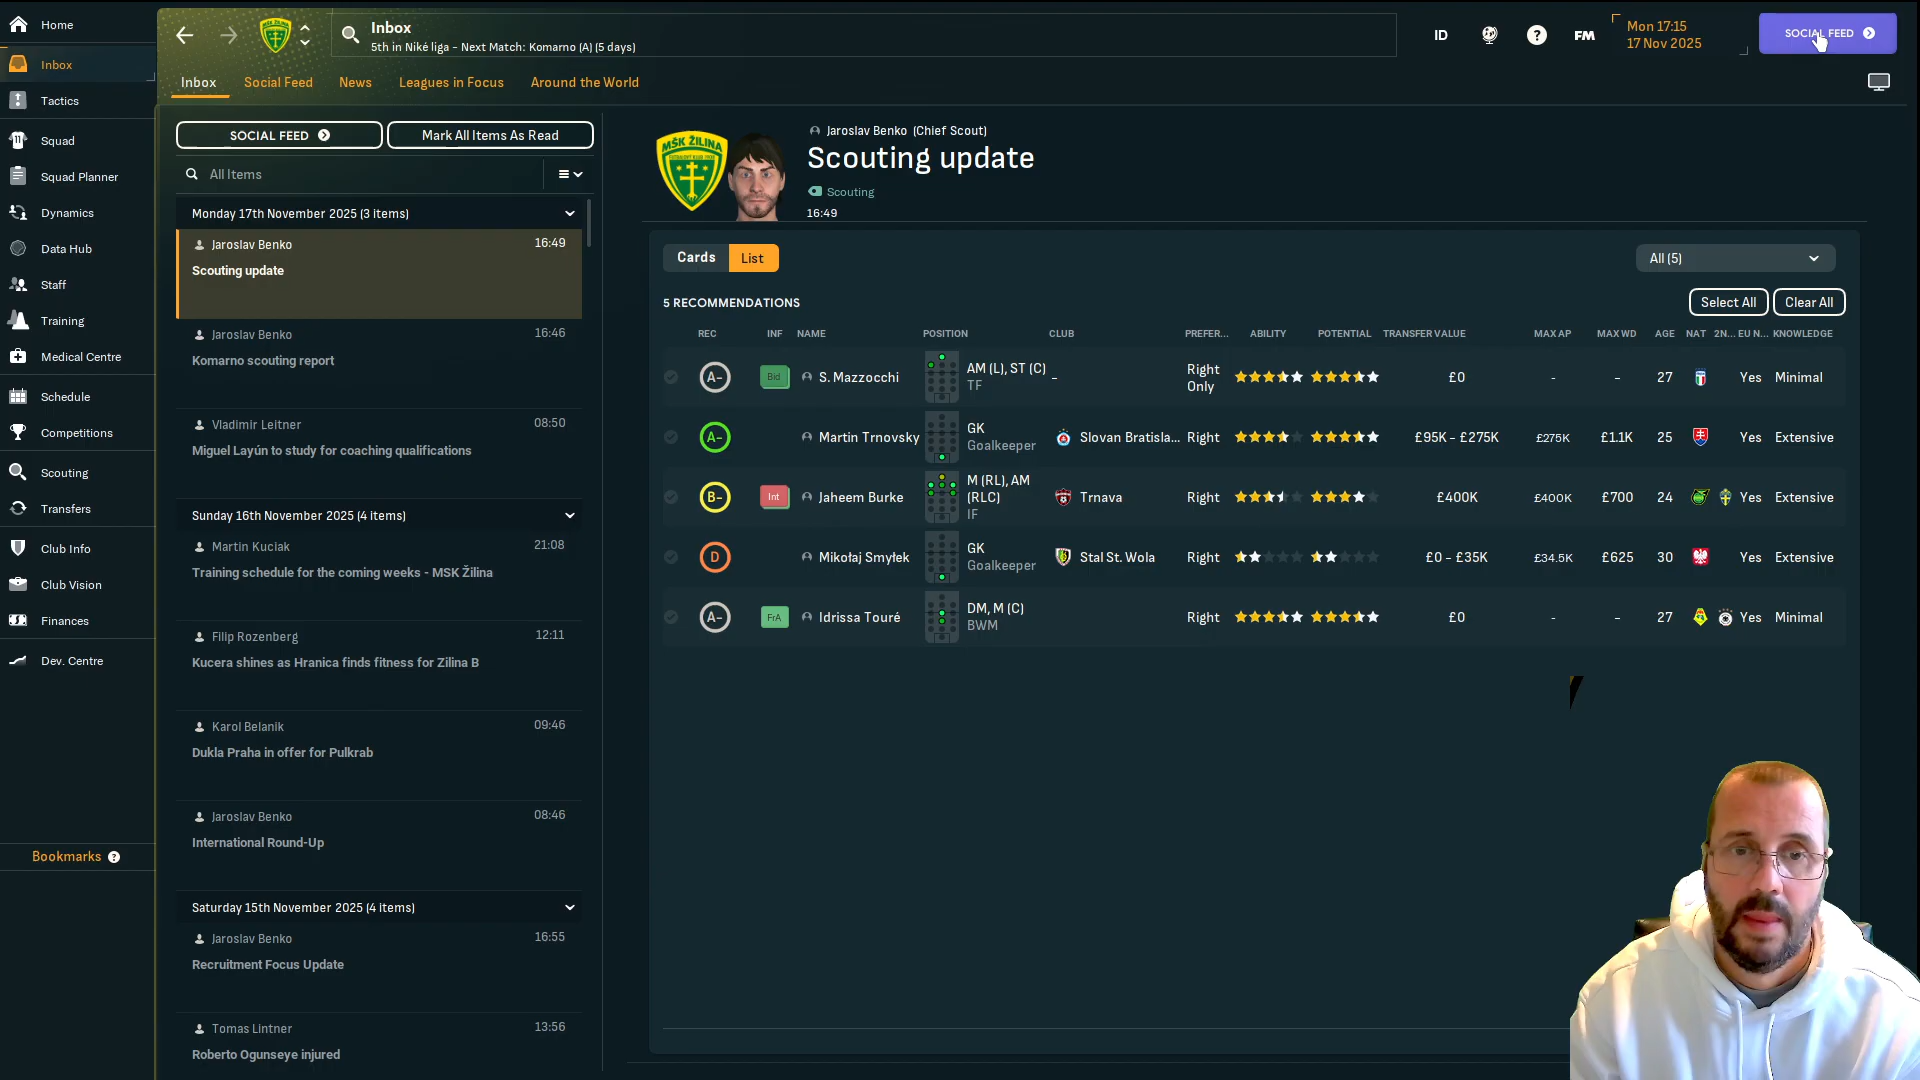 Home
Inbox
Tactics
Squad
Squad Planner
Dynamics
Data Hub
Staff
Training
Medical Centre
Schedule
Competitions
Scouting
Transfers
Club Info
Club Vision
Finances
Dev. Centre
Bookmarks ?
Inbox
5th in Niké liga - Next Match: Komarno (A) (5 days)
ID
?
FM
Mon 17:15
17 Nov 2025
SOCIAL FEED
Inbox Social Feed News Leagues in Focus Around the World
SOCIAL FEED Mark All Items As Read
All Items
Monday 17th November 2025 (3 items)
Jaroslav Benko 16:49
Scouting update
Jaroslav Benko 16:46
Komarno scouting report
Vladimir Leitner 08:50
Miguel Layún to study for coaching qualifications
Sunday 16th November 2025 (4 items)
Martin Kuciak 21:08
Training schedule for the coming weeks - MSK Žilina
Filip Rozenberg 12:11
Kucera shines as Hranica finds fitness for Zilina B
Karol Belanik 09:46
Dukla Praha in offer for Pulkrab
Jaroslav Benko 08:46
International Round-Up
Saturday 15th November 2025 (4 items)
Jaroslav Benko 16:55
Recruitment Focus Update
Tomas Lintner 13:56
Roberto Ogunseye injured
MŠK ŽILINA
Jaroslav Benko (Chief Scout)
Scouting update
Scouting
16:49
Cards List
All (5)
5 RECOMMENDATIONS
Select All Clear All
REC INF NAME POSITION CLUB PREFER... ABILITY POTENTIAL TRANSFER VALUE MAX AP MAX WD AGE NAT 2N... EU N... KNOWLEDGE
A- Bid S. Mazzocchi AM (L), ST (C) TF - Right Only £0 - - 27 Yes Minimal
A- Martin Trnovsky GK Goalkeeper Slovan Bratisla... Right £95K - £275K £275K £1.1K 25 Yes Extensive
B- Int Jaheem Burke M (RL), AM (RLC) IF Trnava Right £400K £400K £700 24 Yes Extensive
D Mikołaj Smyłek GK Goalkeeper Stal St. Wola Right £0 - £35K £34.5K £625 30 Yes Extensive
A- FrA Idrissa Touré DM, M (C) BWM Right £0 - - 27 Yes Minimal